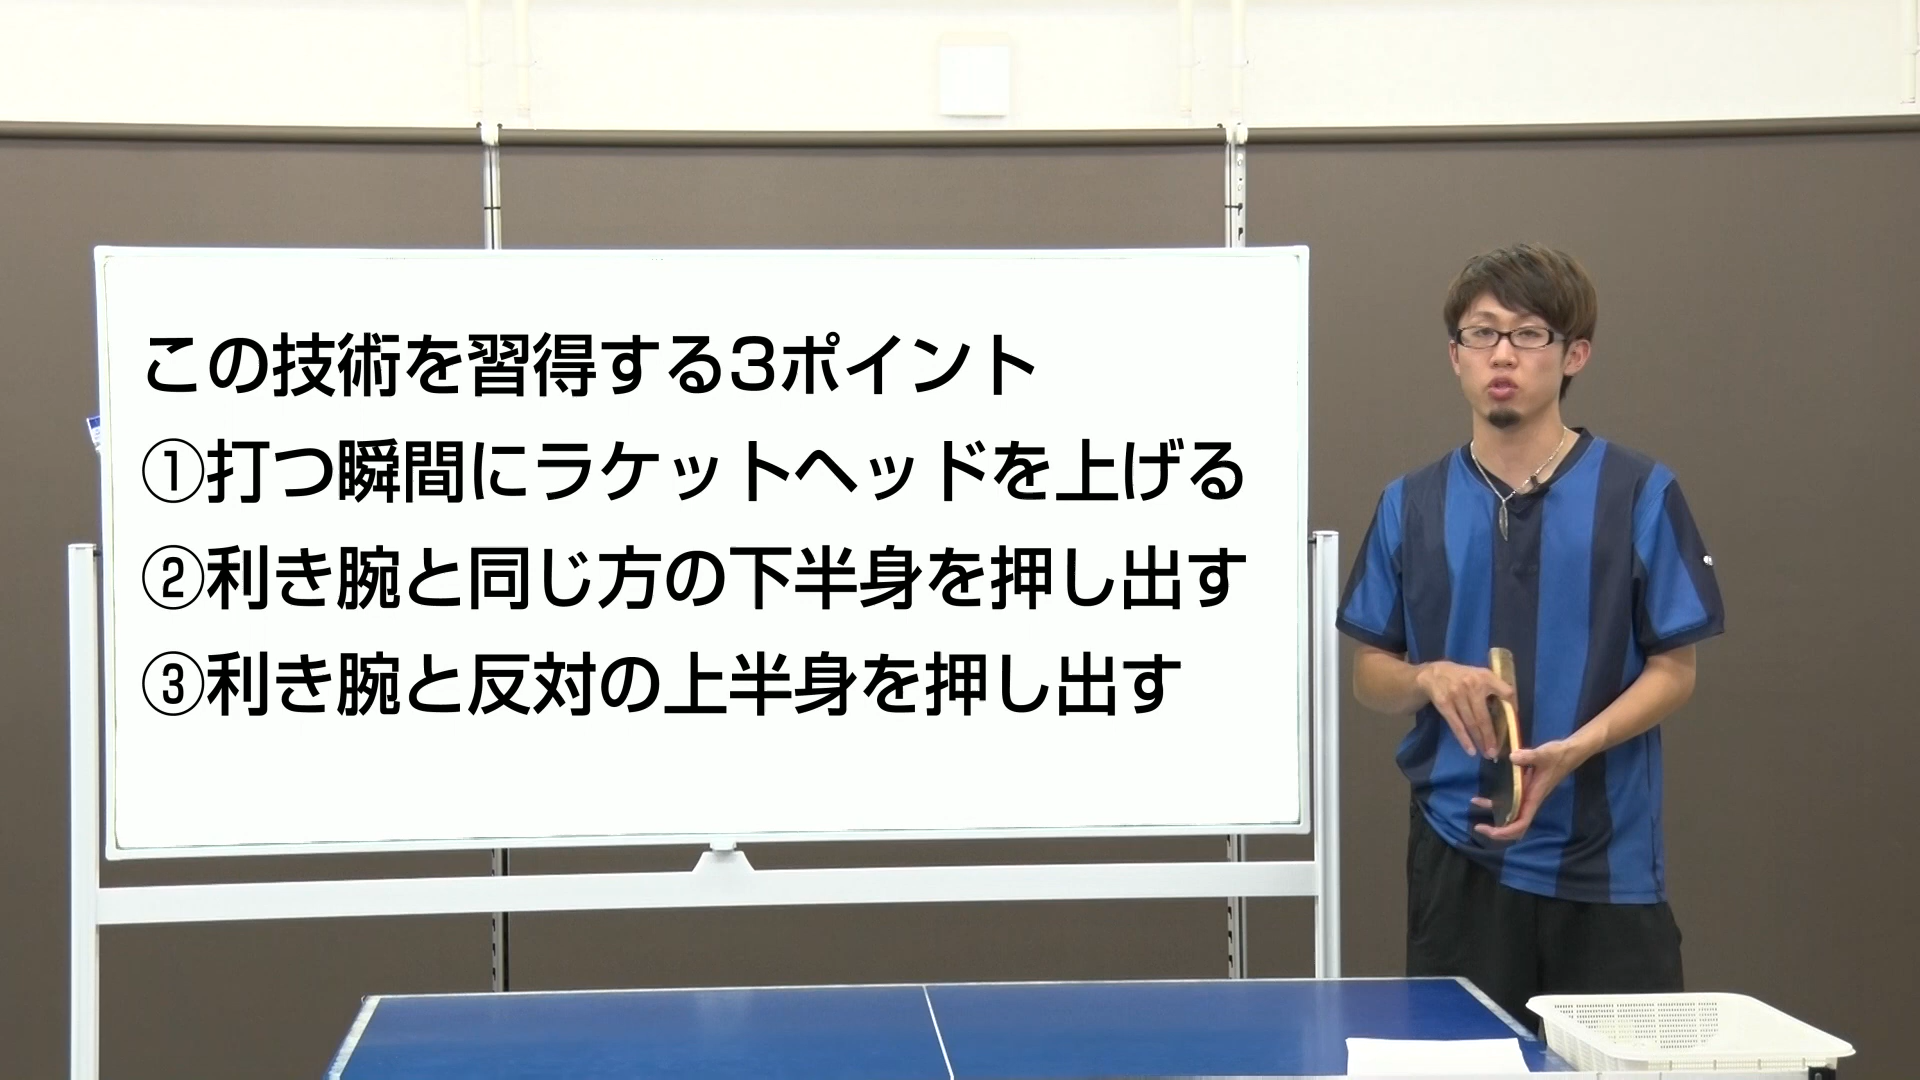 この技術を習得する3ポイント
①打つ瞬間にラケットヘッドを上げる
②利き腕と同じ方の下半身を押し出す
③利き腕と反対の上半身を押し出す